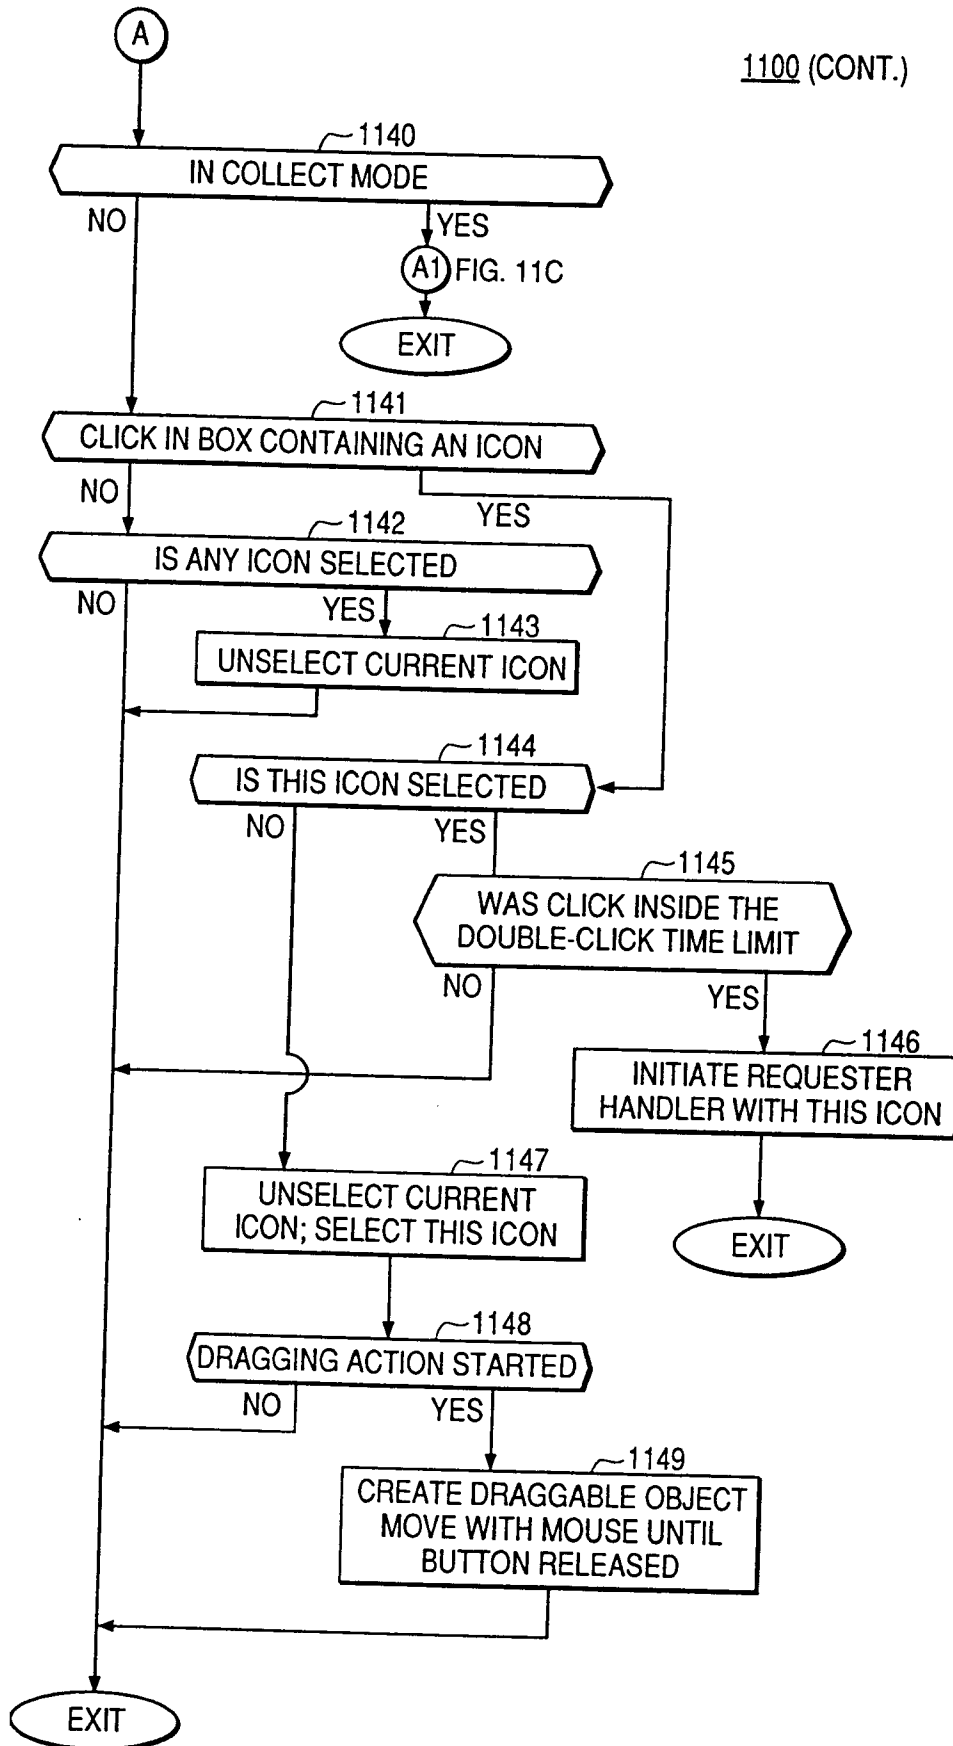 A
1100 (CONT.)
1140
IN COLLECT MODE
NO
YES
A1 FIG. 11C
EXIT
1141
CLICK IN BOX CONTAINING AN ICON
NO
YES
1142
IS ANY ICON SELECTED
NO
YES
1143
UNSELECT CURRENT ICON
1144
IS THIS ICON SELECTED
NO
YES
1145
WAS CLICK INSIDE THE
DOUBLE-CLICK TIME LIMIT
NO
YES
1146
INITIATE REQUESTER
HANDLER WITH THIS ICON
EXIT
1147
UNSELECT CURRENT
ICON; SELECT THIS ICON
1148
DRAGGING ACTION STARTED
NO
YES
1149
CREATE DRAGGABLE OBJECT
MOVE WITH MOUSE UNTIL
BUTTON RELEASED
EXIT